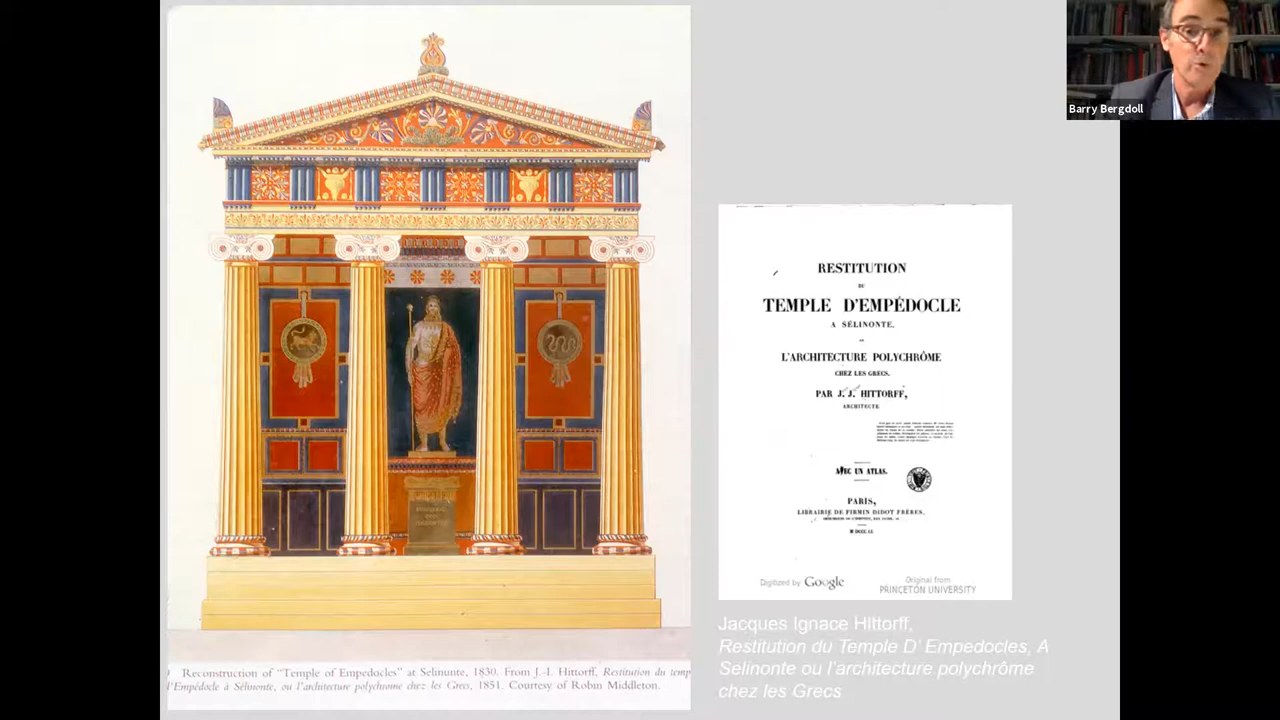 Barry Bergdoll
RESTITUTION
DU
TEMPLE D'EMPÉDOCLE
A SÉLINONTE,
OU
L'ARCHITECTURE POLYCHRÔME
CHEZ LES GRECS.
PAR J. J. HITTORFF,
ARCHITECTE
AVEC UN ATLAS.
PARIS,
LIBRAIRIE DE FIRMIN DIDOT FRÈRES,
M DCCC LI
Digitized by Google
Original from
PRINCETON UNIVERSITY
Jacques Ignace HIttorff,
Restitution du Temple D' Empedocles, A
Selinonte ou l'architecture polychrôme
chez les Grecs
Reconstruction of "Temple of Empedocles" at Selinunte, 1830. From J.-I. Hittorff, Restitution du temp
d'Empédocle à Sélinonte, ou l'architecture polychrome chez les Grecs, 1851. Courtesy of Robin Middleton.